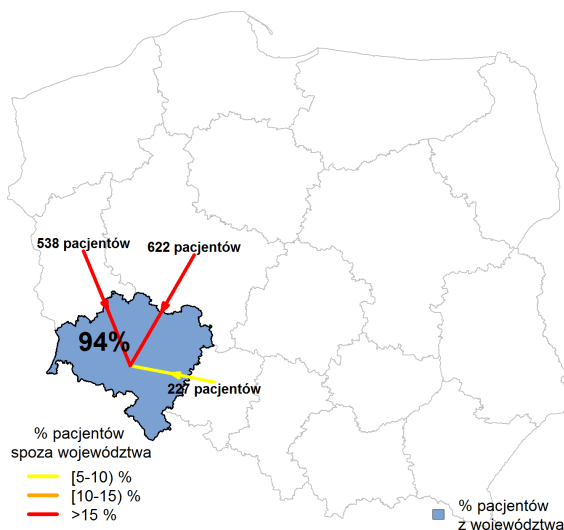 538 pacjentów
622 pacjentów
94%
227 pacjentów
% pacjentów
spoza województwa
[5-10) %
[10-15) %
>15 %
% pacjentów
z województwa